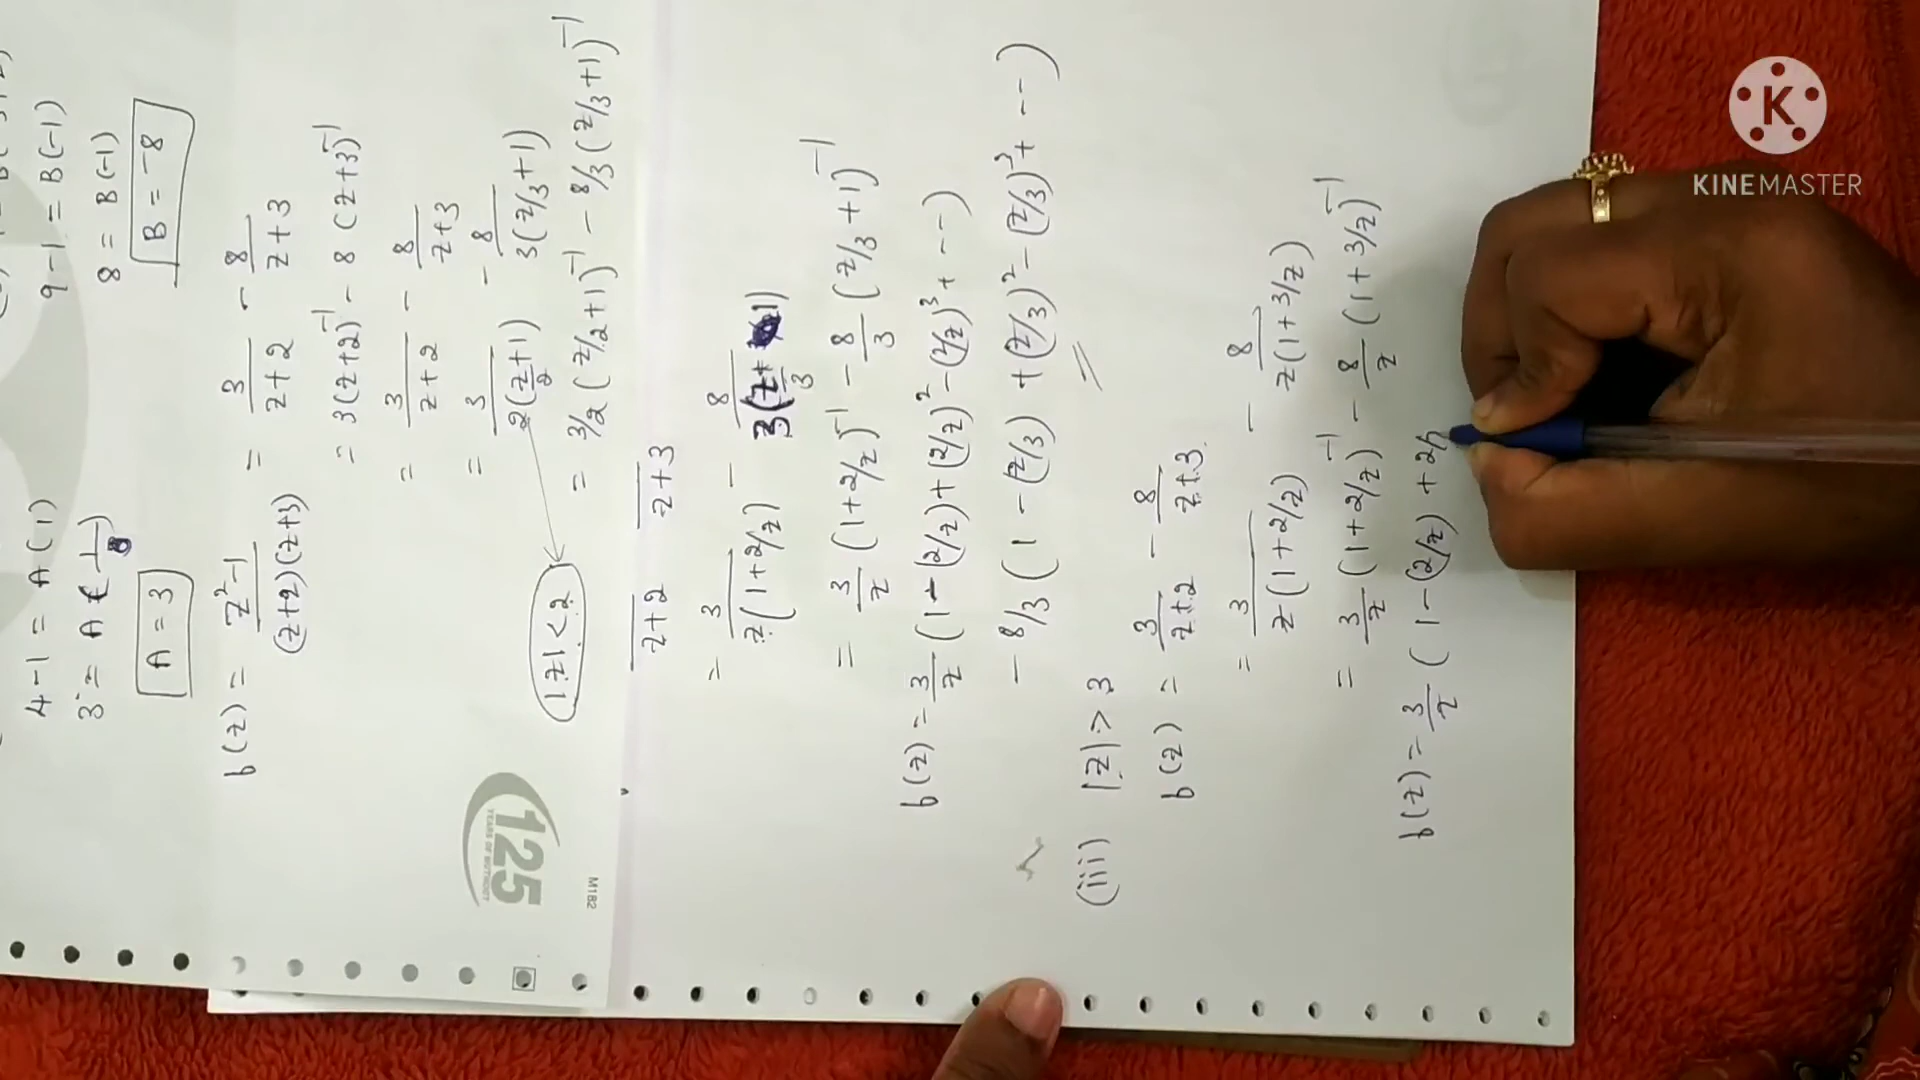 4-1 = A(1)
9-1 = B(-1)
3 = A(1)
8 = B(-1)
A = 3
B = -8
f(z) = z²-1/(z+2)(z+3) = 3/z+2 - 8/z+3
= 3(z+2)⁻¹ - 8(z+3)⁻¹
= 3/z+2 - 8/z+3
= 3/2(z/2+1) - 8/3(z/3+1)
|z|<2
= 3/2(z/2+1)⁻¹ - 8/3(z/3+1)⁻¹
125
YEARS OF
M182
z+2 z+3
= 3/z(1+2/z) - 8/3(z/3+1)
= 3/z(1+2/z)⁻¹ - 8/3(z/3+1)⁻¹
f(z) = 3/z(1-(2/z)+(2/z)²-(2/z)³+--)
- 8/3(1-(z/3)+(z/3)²-(z/3)³+--)
(iii) |z|>3
f(z) = 3/z+2 - 8/z+3
= 3/z(1+2/z) - 8/z(1+3/z)
= 3/z(1+2/z)⁻¹ - 8/z(1+3/z)⁻¹
f(z) = 3/z(1-(2/z)+2/
K
KINEMASTER